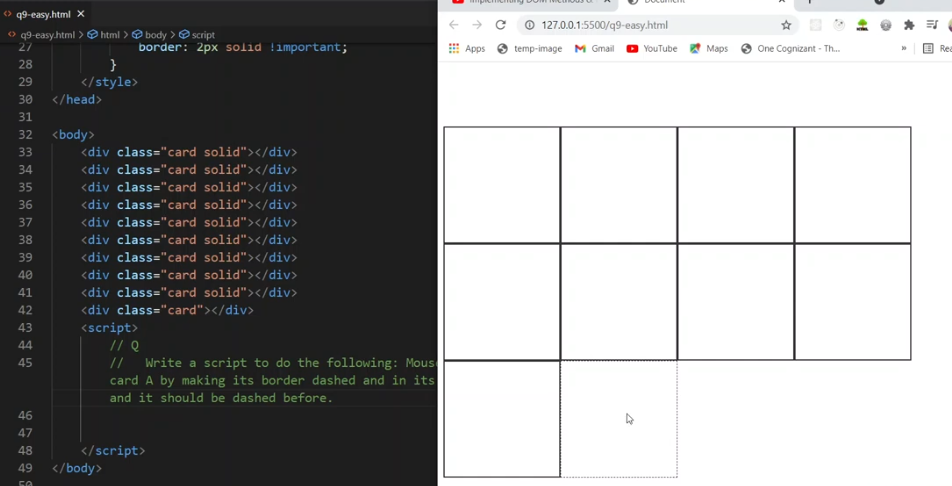 q9-easy.html
Implementing DOM Methods &
Document
q9-easy.html > html > body > script
127.0.0.1:5500/q9-easy.html
Apps temp-image Gmail YouTube Maps One Cognizant - Th... » Rea
27 border: 2px solid !important;
28 }
29 </style>
30 </head>
31
32 <body>
33 <div class="card solid"></div>
34 <div class="card solid"></div>
35 <div class="card solid"></div>
36 <div class="card solid"></div>
37 <div class="card solid"></div>
38 <div class="card solid"></div>
39 <div class="card solid"></div>
40 <div class="card solid"></div>
41 <div class="card solid"></div>
42 <div class="card"></div>
43 <script>
44 // Q
45 // Write a script to do the following: Mous
card A by making its border dashed and in its
and it should be dashed before.
46
47
48 </script>
49 </body>
50